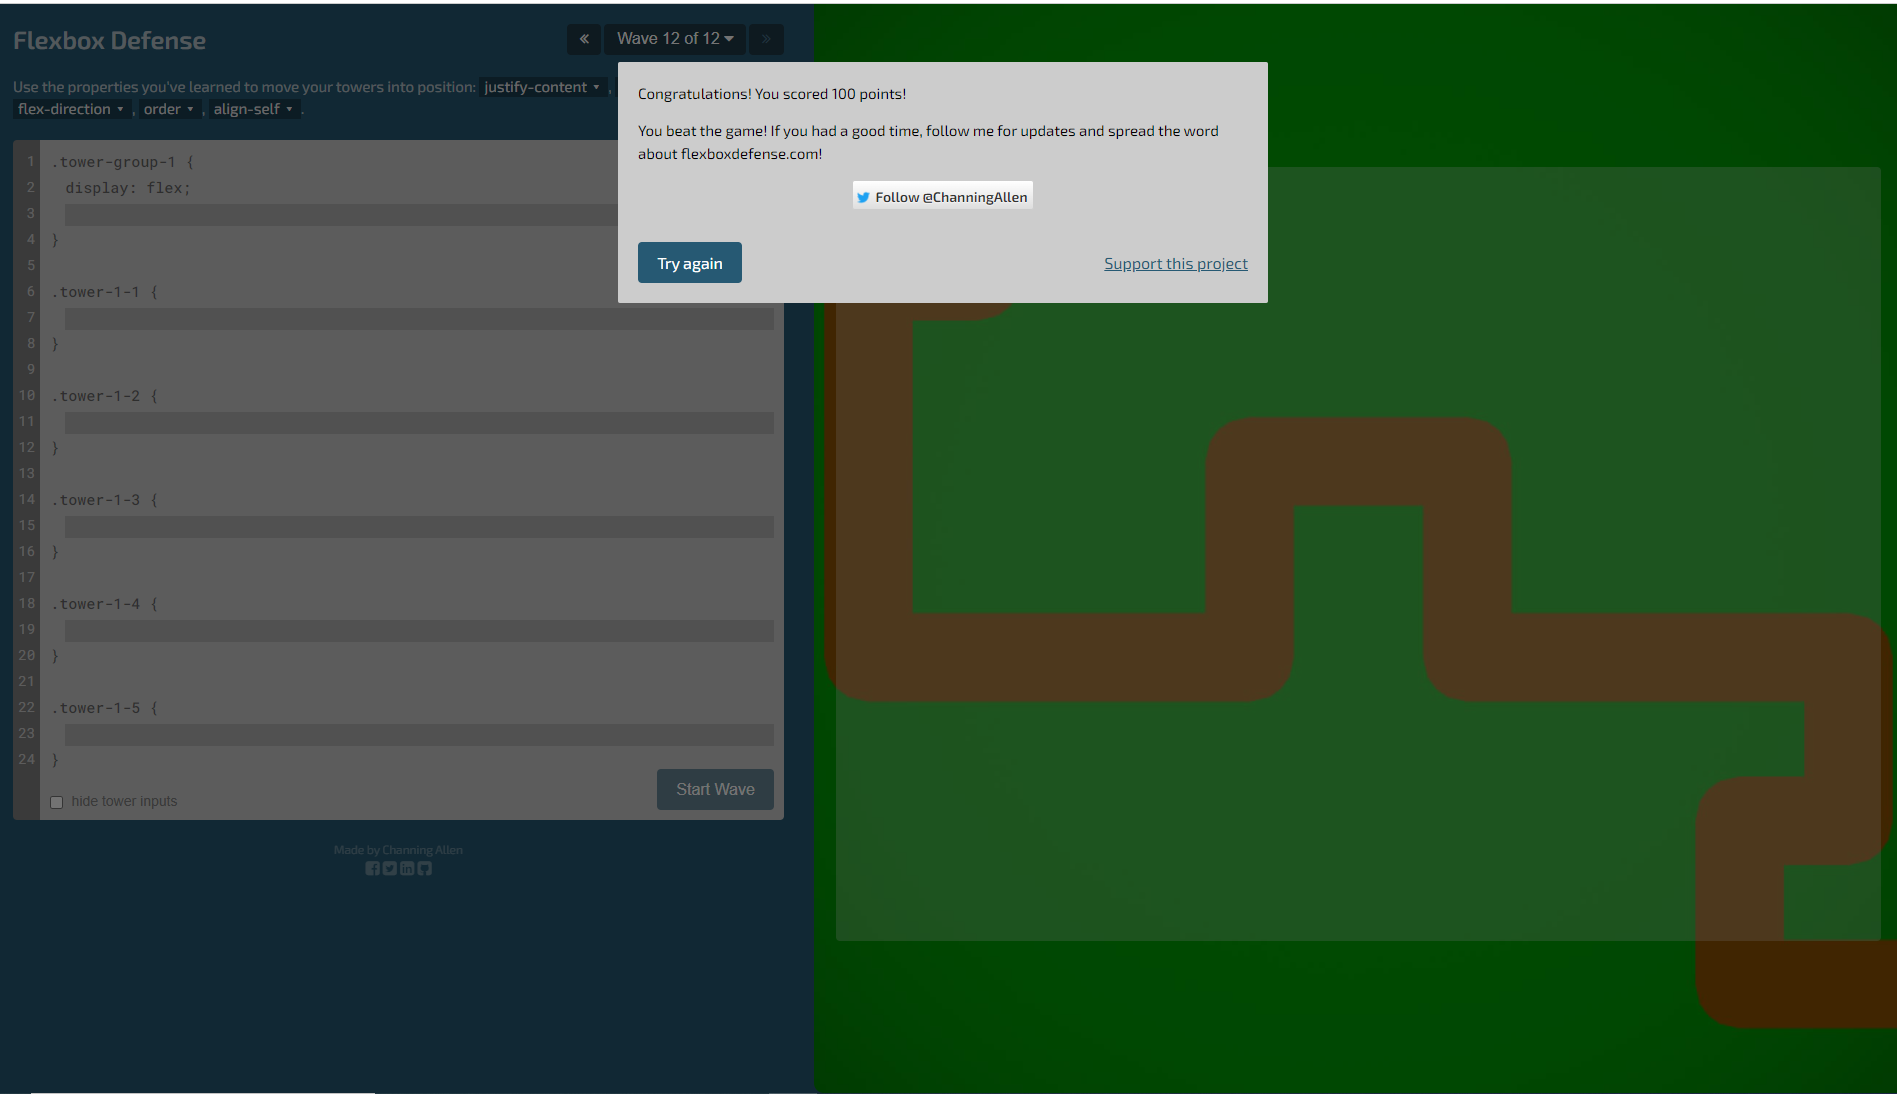 Flexbox Defense
« Wave 12 of 12 »
Use the properties you've learned to move your towers into position: justify-content ,
flex-direction , order , align-self .
Congratulations! You scored 100 points!
You beat the game! If you had a good time, follow me for updates and spread the word
about flexboxdefense.com!
Follow @ChanningAllen
Try again
Support this project
1 .tower-group-1 {
2 display: flex;
3
4 }
5
6 .tower-1-1 {
7
8 }
9
10 .tower-1-2 {
11
12 }
13
14 .tower-1-3 {
15
16 }
17
18 .tower-1-4 {
19
20 }
21
22 .tower-1-5 {
23
24 }
hide tower inputs
Start Wave
Made by Channing Allen